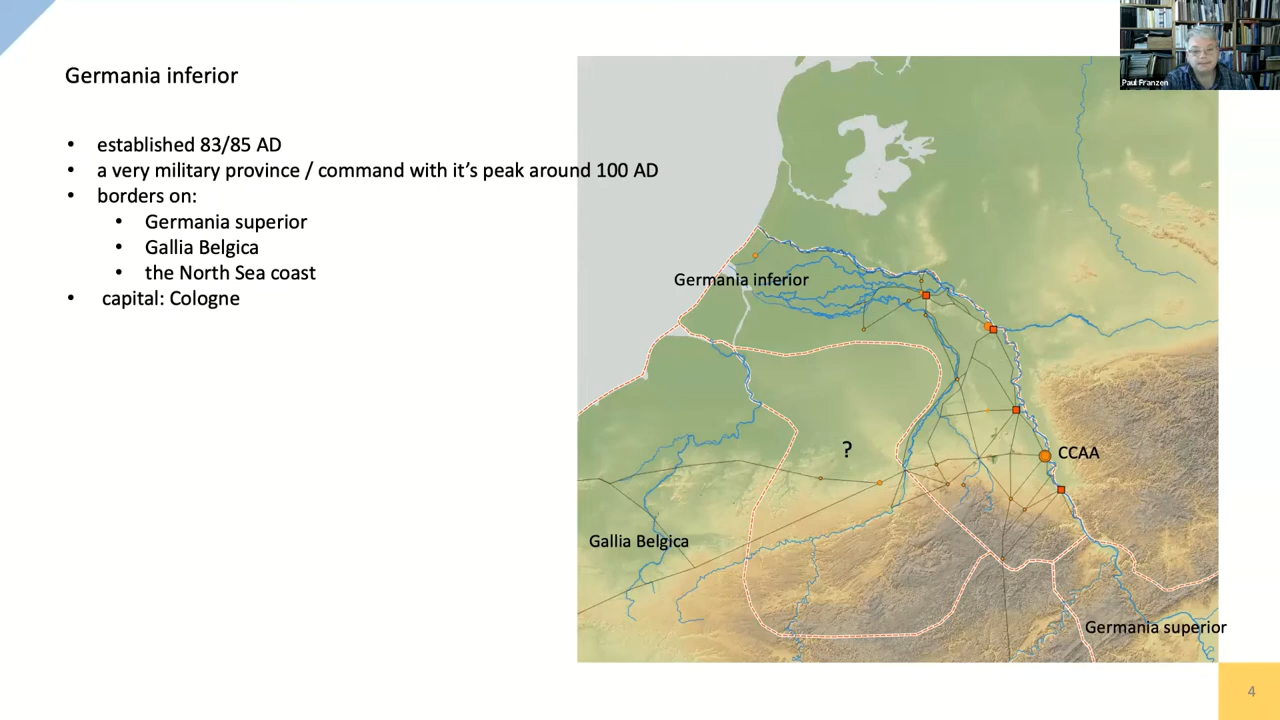 Germania inferior
• established 83/85 AD
• a very military province / command with it’s peak around 100 AD
• borders on:
• Germania superior
• Gallia Belgica
• the North Sea coast
• capital: Cologne
Paul Franzen
Germania inferior
?
CCAA
Gallia Belgica
Germania superior
4